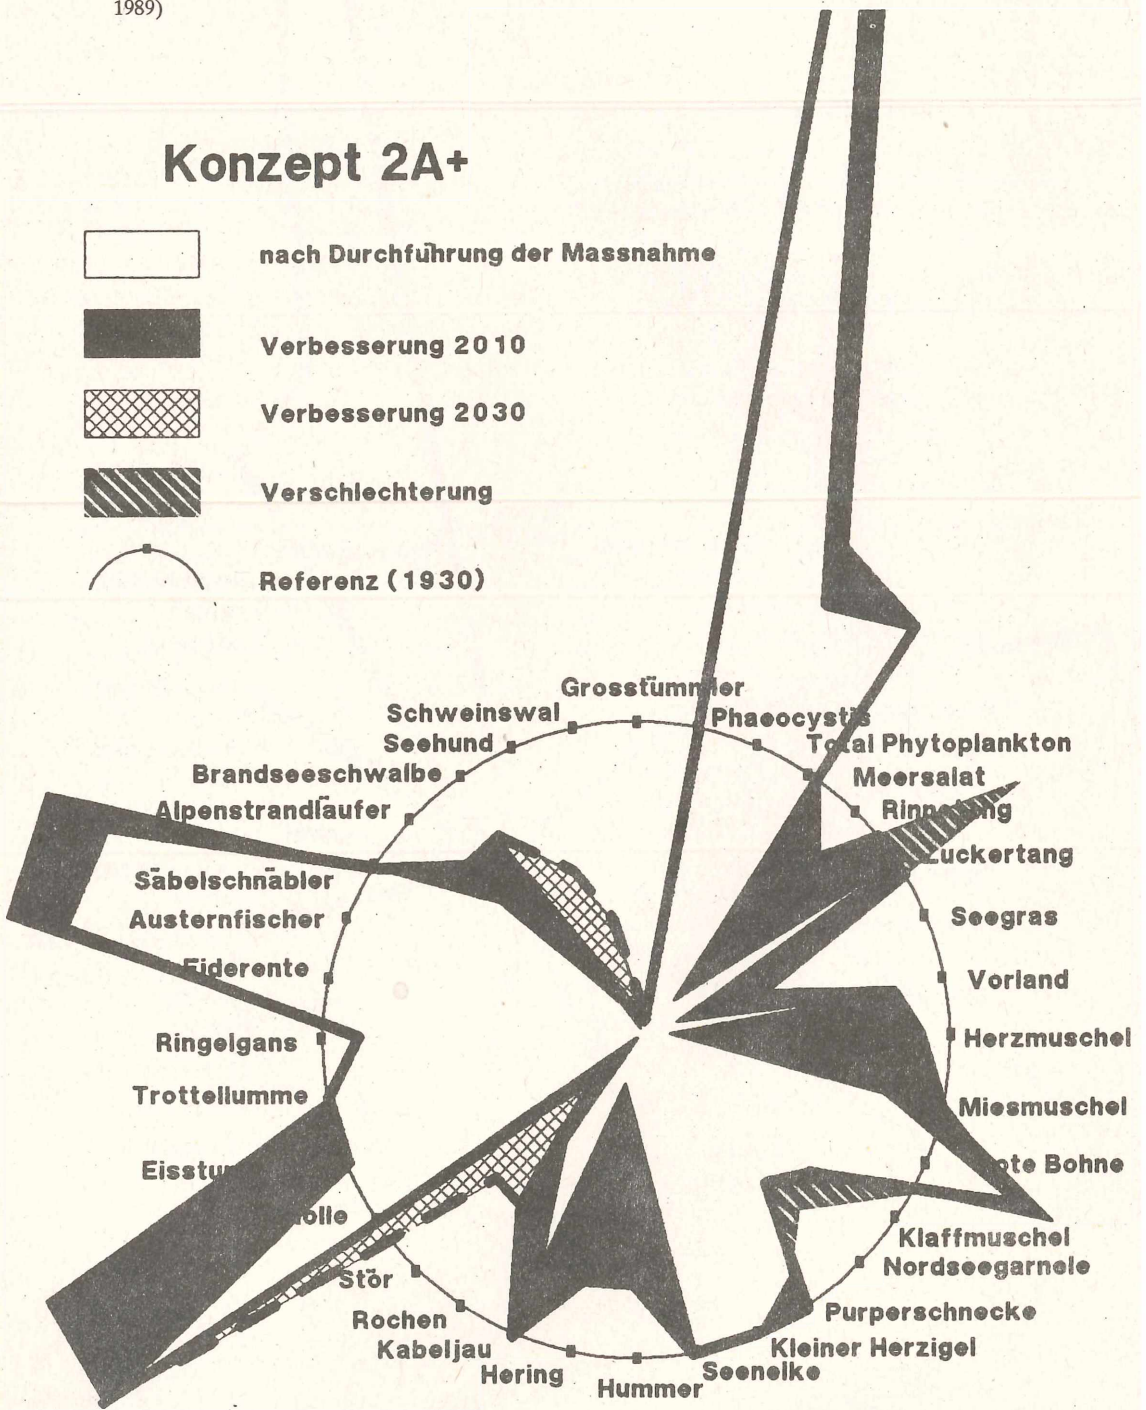 1989)
Konzept 2A+
nach Durchführung der Massnahme
Verbesserung 2010
Verbesserung 2030
Verschlechterung
Referenz (1930)
Grosstümmler
Schweinswal
Phaeocystis
Seehund
Total Phytoplankton
Brandseeschwalbe
Meersalat
Alpenstrandläufer
Zuckertang
Säbelschnäbler
Austernfischer
Seegras
Eiderente
Vorland
Ringelgans
Herzmuschel
Trottellumme
Miesmuschel
Bohne
Klaffmuschel
Nordseegarnele
Stör
Rochen
Purperschnecke
Kabeljau
Kleiner Herzigel
Hering
Seenelke
Hummer